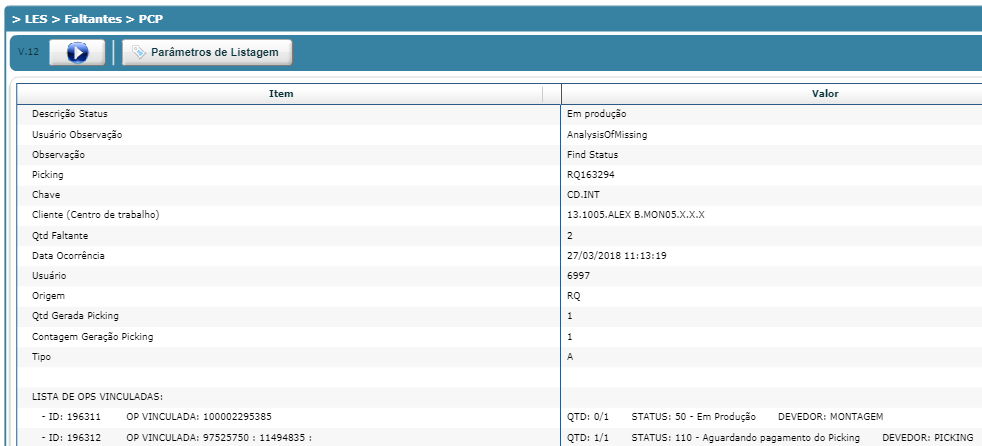 > LES > Faltantes > PCP
V.12 Parâmetros de Listagem
Item Valor
Descrição Status Em produção
Usuário Observação AnalysisOfMissing
Observação Find Status
Picking RQ163294
Chave CD.INT
Cliente (Centro de trabalho) 13.1005.ALEX B.MON05.X.X.X
Qtd Faltante 2
Data Ocorrência 27/03/2018 11:13:19
Usuário 6997
Origem RQ
Qtd Gerada Picking 1
Contagem Geração Picking 1
Tipo A
LISTA DE OPS VINCULADAS:
- ID: 196311 OP VINCULADA: 100002295385 QTD: 0/1 STATUS: 50 - Em Produção DEVEDOR: MONTAGEM
- ID: 196312 OP VINCULADA: 97525750 : 11494835 : QTD: 1/1 STATUS: 110 - Aguardando pagamento do Picking DEVEDOR: PICKING